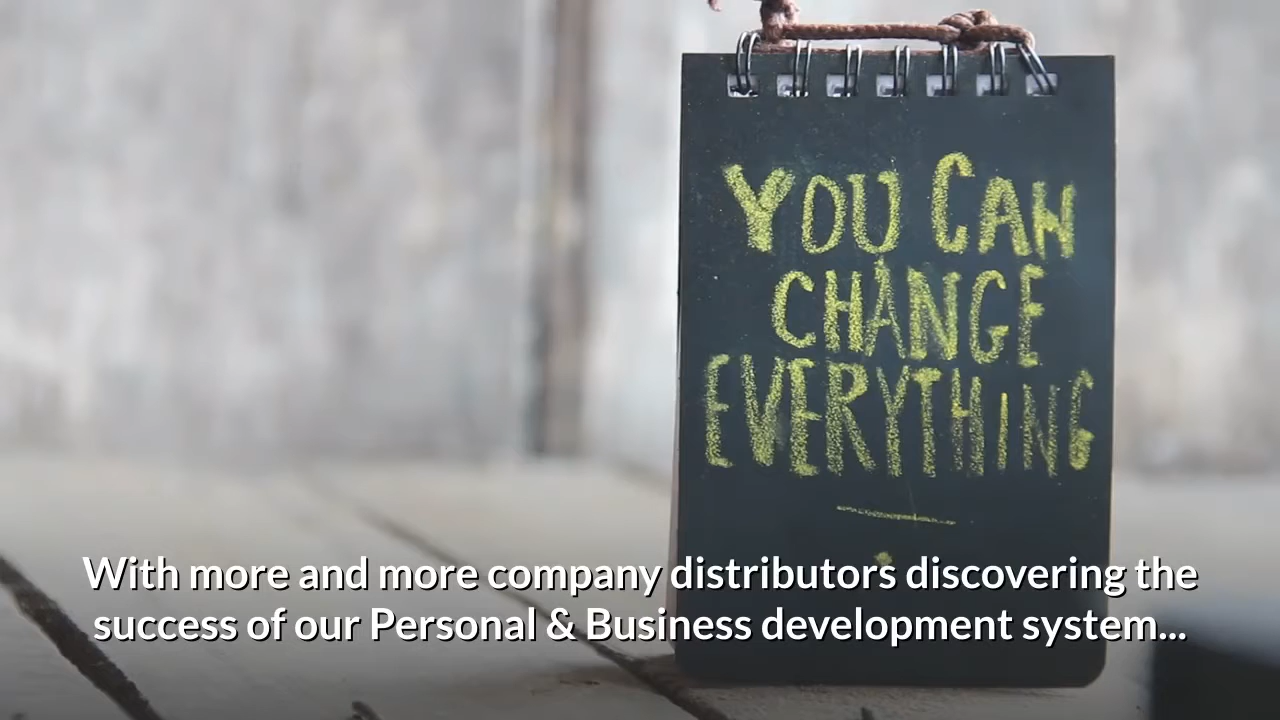 YOU CAN
CHANGE
EVERYTHING
With more and more company distributors discovering the
success of our Personal & Business development system...